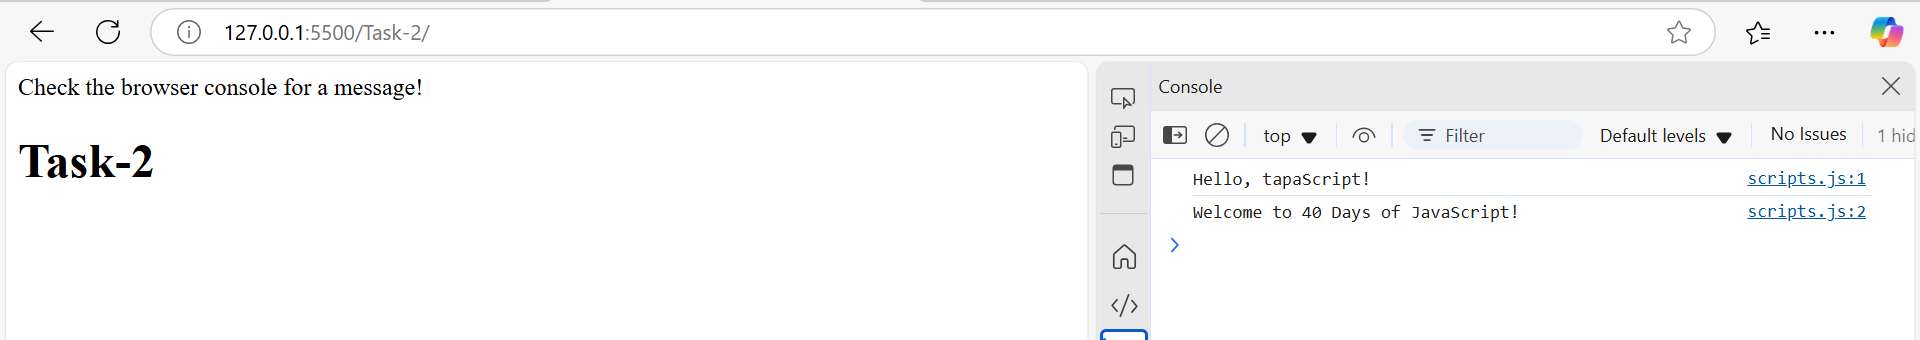 127.0.0.1:5500/Task-2/
Check the browser console for a message!
Task-2
Console
top
Filter
Default levels
No Issues
1 hid
Hello, tapaScript! scripts.js:1
Welcome to 40 Days of JavaScript! scripts.js:2